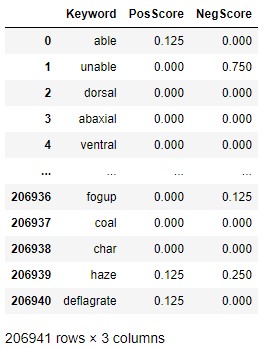 Keyword PosScore NegScore
0 able 0.125 0.000
1 unable 0.000 0.750
2 dorsal 0.000 0.000
3 abaxial 0.000 0.000
4 ventral 0.000 0.000
... ... ... ...
206936 fogup 0.000 0.125
206937 coal 0.000 0.000
206938 char 0.000 0.000
206939 haze 0.125 0.250
206940 deflagrate 0.125 0.000
206941 rows × 3 columns